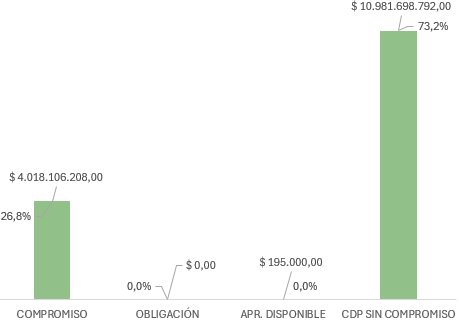 $ 10.981.698.792,00
73,2%
$ 4.018.106.208,00
26,8%
$ 0,00
0,0%
$ 195.000,00
0,0%
COMPROMISO
OBLIGACIÓN
APR. DISPONIBLE
CDP SIN COMPROMISO